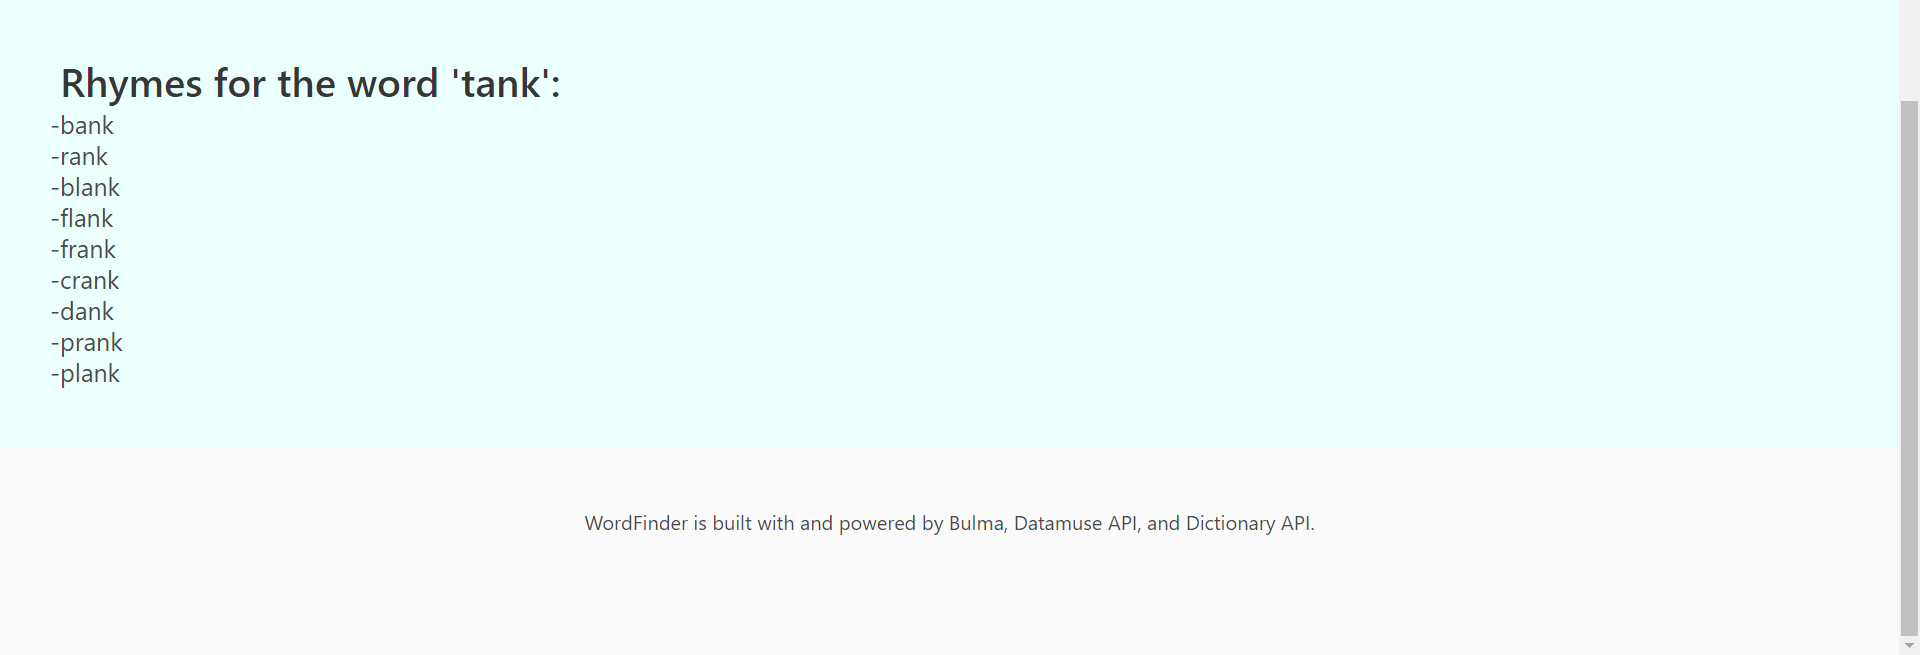 Rhymes for the word 'tank':
-bank
-rank
-blank
-flank
-frank
-crank
-dank
-prank
-plank
WordFinder is built with and powered by Bulma, Datamuse API, and Dictionary API.